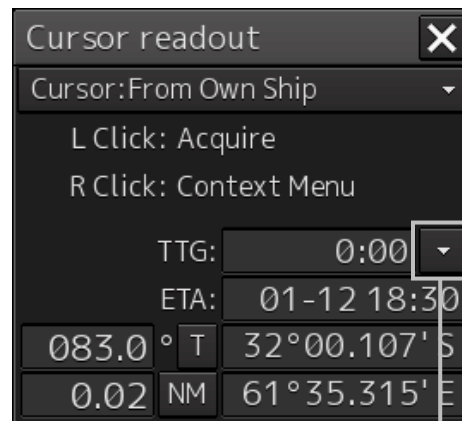 Cursor readout
Cursor:From Own Ship
L Click: Acquire
R Click: Context Menu
TTG: 0:00
ETA: 01-12 18:30
083.0 ° T 32°00.107' S
0.02 NM 61°35.315' E